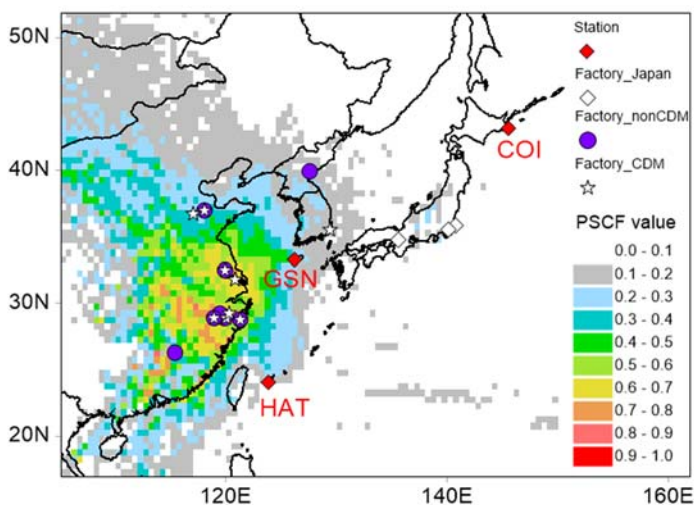 50N
40N
30N
20N
120E
140E
160E
COI
GSN
HAT
Station
Factory_Japan
Factory_nonCDM
Factory_CDM
PSCF value
0.0 - 0.1
0.1 - 0.2
0.2 - 0.3
0.3 - 0.4
0.4 - 0.5
0.5 - 0.6
0.6 - 0.7
0.7 - 0.8
0.8 - 0.9
0.9 - 1.0